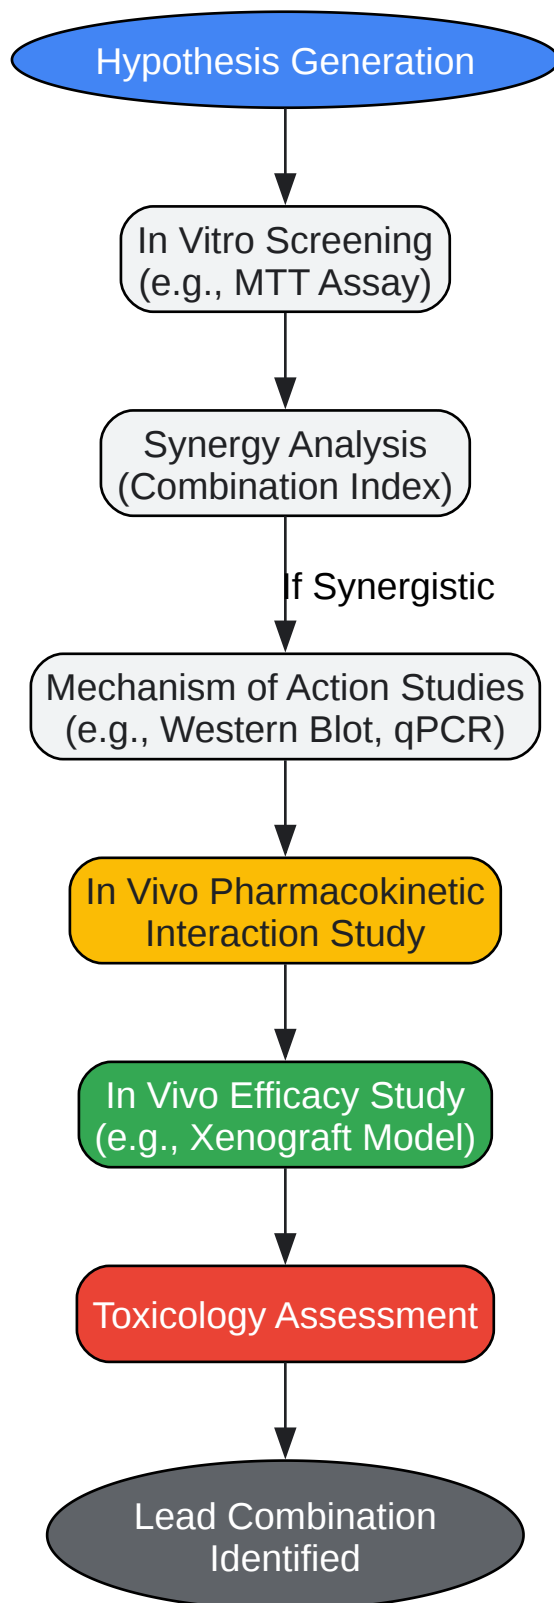 Hypothesis Generation
In Vitro Screening
(e.g., MTT Assay)
Synergy Analysis
(Combination Index)
If Synergistic
Mechanism of Action Studies
(e.g., Western Blot, qPCR)
In Vivo Pharmacokinetic
Interaction Study
In Vivo Efficacy Study
(e.g., Xenograft Model)
Toxicology Assessment
Lead Combination
Identified